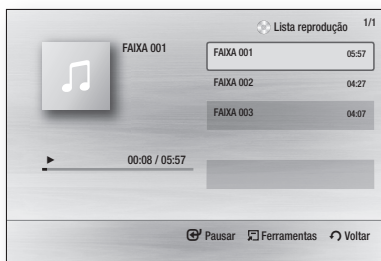 Lista reprodução 1/1
FAIXA 001
FAIXA 001 05:57
FAIXA 002 04:27
FAIXA 003 04:07
00:08 / 05:57
Pausar Ferramentas Voltar